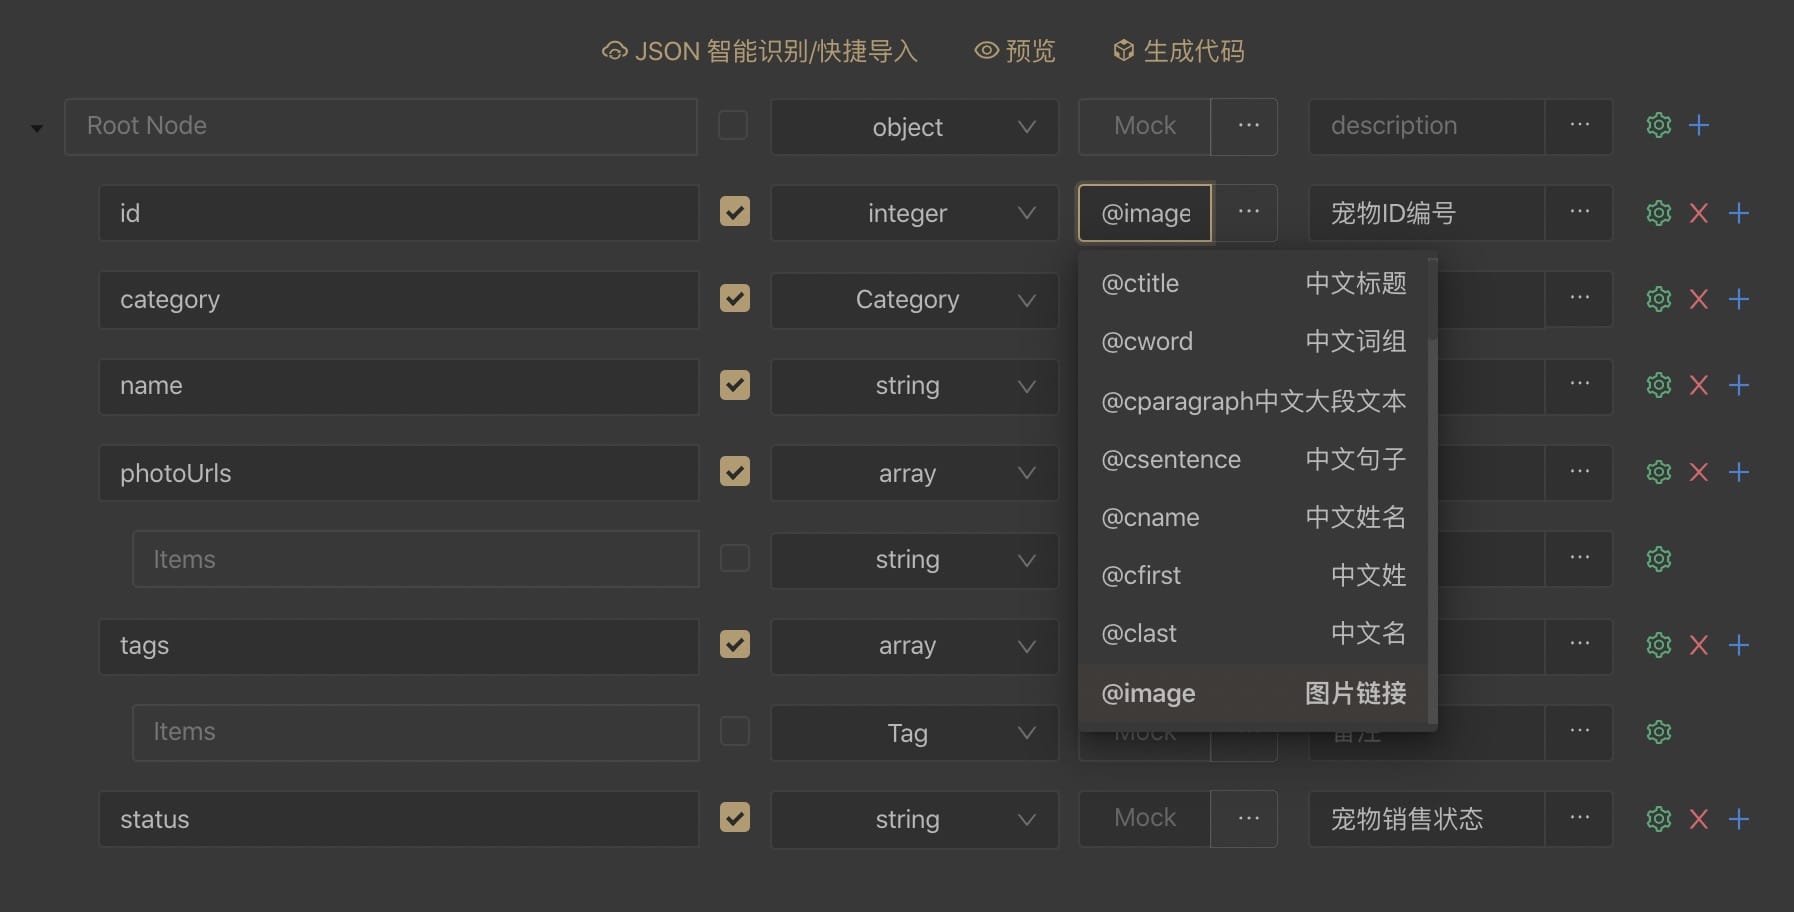 JSON 智能识别/快捷导入 预览 生成代码
Root Node object Mock ··· description ···
id integer @image ··· 宠物ID编号 ···
category Category ···
name string ···
photoUrls array ···
Items string ···
tags array ···
Items Tag Mock 备注 ···
status string Mock ··· 宠物销售状态 ···
@ctitle 中文标题
@cword 中文词组
@cparagraph中文大段文本
@csentence 中文句子
@cname 中文姓名
@cfirst 中文姓
@clast 中文名
@image 图片链接